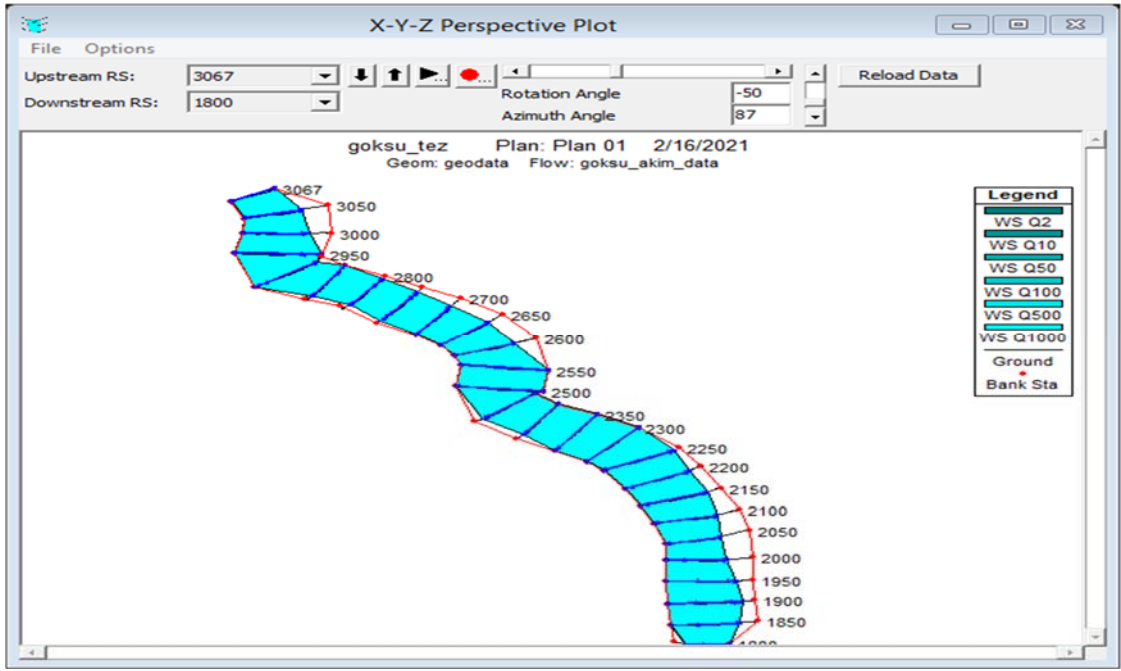 X-Y-Z Perspective Plot
File Options
Upstream RS: 3067
Downstream RS: 1800
Rotation Angle -50
Azimuth Angle 87
Reload Data
goksu_tez Plan: Plan 01 2/16/2021
Geom: geodata Flow: goksu_akim_data
3067
3050
3000
2950
2800
2700
2650
2600
2550
2500
2350
2300
2250
2200
2150
2100
2050
2000
1950
1900
1850
1800
Legend
WS Q2
WS Q10
WS Q50
WS Q100
WS Q500
WS Q1000
Ground
Bank Sta